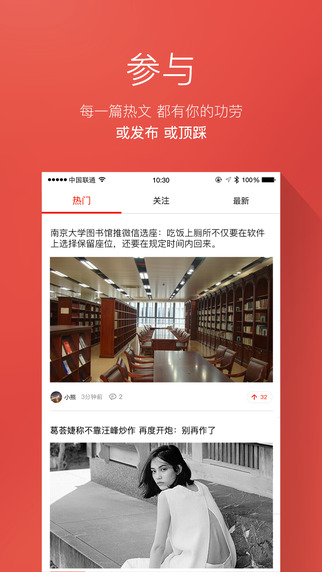 参与
每一篇热文 都有你的功劳
或发布 或顶踩
中国联通 10:30 100%
热门 关注 最新
南京大学图书馆推微信选座：吃饭上厕所不仅要在软件
上选择保留座位，还要在规定时间内回来。
小熊 3分钟前 2 32
葛荟婕称不靠汪峰炒作 再度开炮：别再作了